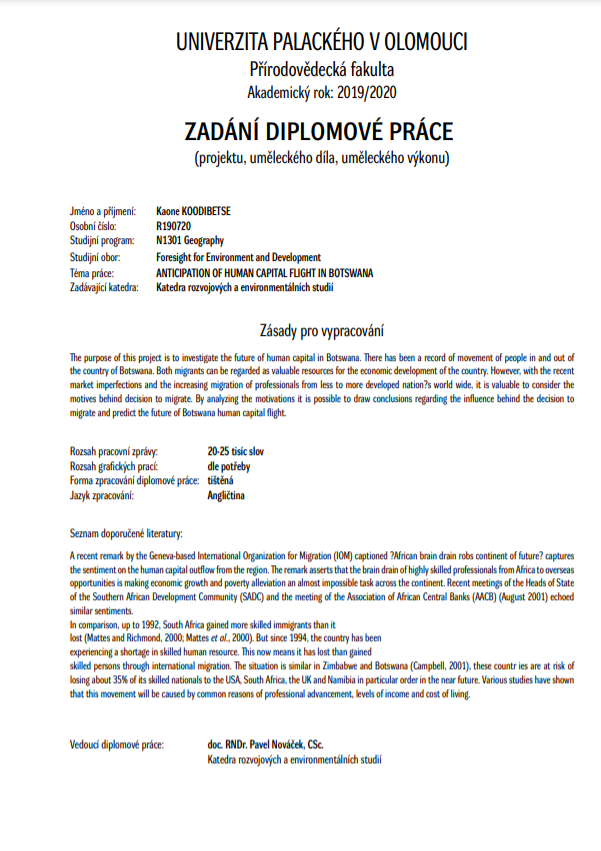 UNIVERZITA PALACKÉHO V OLOMOUCI
Přírodovědecká fakulta
Akademický rok: 2019/2020
ZADÁNÍ DIPLOMOVÉ PRÁCE
(projektu, uměleckého díla, uměleckého výkonu)
Jméno a příjmení: Kaone KOODIBETSE
Osobní číslo: R190720
Studijní program: N1301 Geography
Studijní obor: Foresight for Environment and Development
Téma práce: ANTICIPATION OF HUMAN CAPITAL FLIGHT IN BOTSWANA
Zadávající katedra: Katedra rozvojových a environmentálních studií
Zásady pro vypracování
The purpose of this project is to investigate the future of human capital in Botswana. There has been a record of movement of people in and out of
the country of Botswana. Both migrants can be regarded as valuable resources for the economic development of the country. However, with the recent
market imperfections and the increasing migration of professionals from less to more developed nation?s world wide, it is valuable to consider the
motives behind decision to migrate. By analyzing the motivations it is possible to draw conclusions regarding the influence behind the decision to
migrate and predict the future of Botswana human capital flight.
Rozsah pracovní zprávy: 20-25 tisíc slov
Rozsah grafických prací: dle potřeby
Forma zpracování diplomové práce: tištěná
Jazyk zpracování: Angličtina
Seznam doporučené literatury:
A recent remark by the Geneva-based International Organization for Migration (IOM) captioned ?African brain drain robs continent of future? captures
the sentiment on the human capital outflow from the region. The remark asserts that the brain drain of highly skilled professionals from Africa to overseas
opportunities is making economic growth and poverty alleviation an almost impossible task across the continent. Recent meetings of the Heads of State
of the Southern African Development Community (SADC) and the meeting of the Association of African Central Banks (AACB) (August 2001) echoed
similar sentiments.
In comparison, up to 1992, South Africa gained more skilled immigrants than it
lost (Mattes and Richmond, 2000; Mattes et al., 2000). But since 1994, the country has been
experiencing a shortage in skilled human resource. This now means it has lost than gained
skilled persons through international migration. The situation is similar in Zimbabwe and Botswana (Campbell, 2001), these countr ies are at risk of
losing about 35% of its skilled nationals to the USA, South Africa, the UK and Namibia in particular order in the near future. Various studies have shown
that this movement will be caused by common reasons of professional advancement, levels of income and cost of living.
Vedoucí diplomové práce: doc. RNDr. Pavel Nováček, CSc.
Katedra rozvojových a environmentálních studií